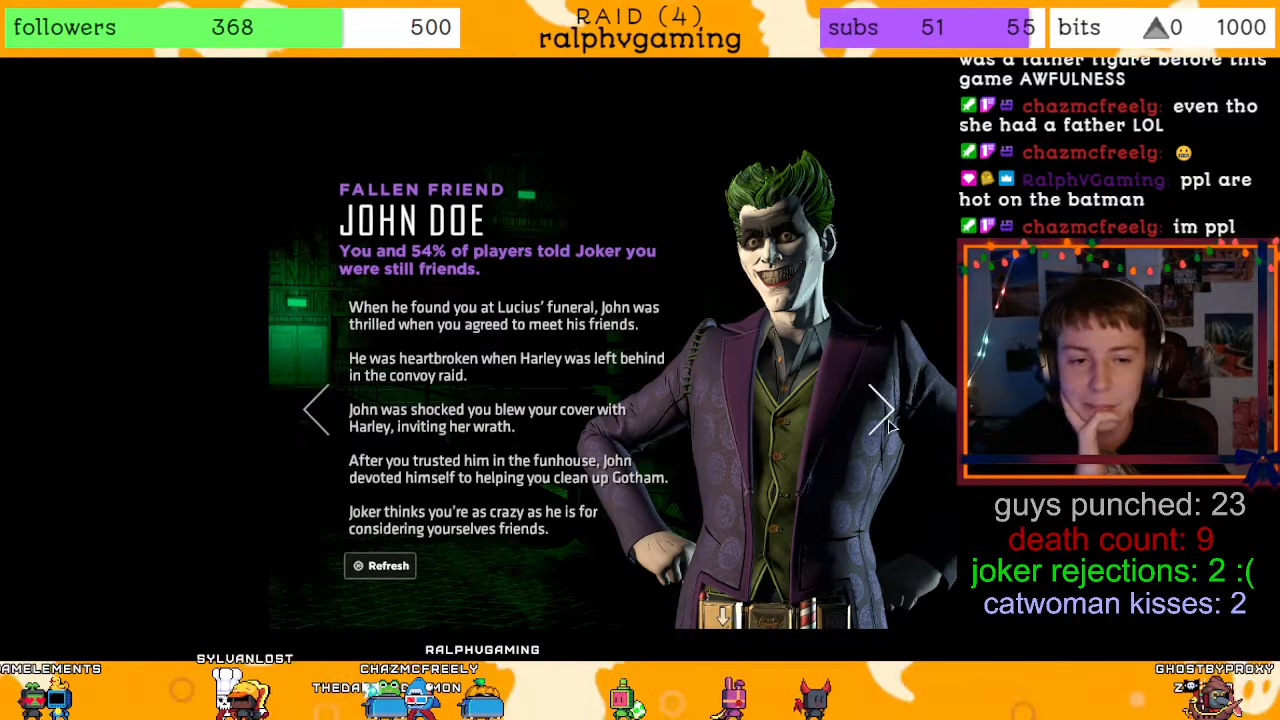 followers 368 500
RAID (4)
ralphvgaming
subs 51 55
bits 0 1000
was a father figure before this
game AWFULNESS
chazmcfreely: even tho
she had a father LOL
chazmcfreely: 😬
RalphVGaming: ppl are
hot on the batman
chazmcfreely: im ppl
FALLEN FRIEND
JOHN DOE
You and 54% of players told Joker you
were still friends.
When he found you at Lucius' funeral, John was
thrilled when you agreed to meet his friends.
He was heartbroken when Harley was left behind
in the convoy raid.
John was shocked you blew your cover with
Harley, inviting her wrath.
After you trusted him in the funhouse, John
devoted himself to helping you clean up Gotham.
Joker thinks you're as crazy as he is for
considering yourselves friends.
Refresh
guys punched: 23
death count: 9
joker rejections: 2 :(
catwoman kisses: 2
RALPHVGAMING
SYLVANLOST
AMELEMENTS
CHAZMCFREELY
GHOSTBYPROXY